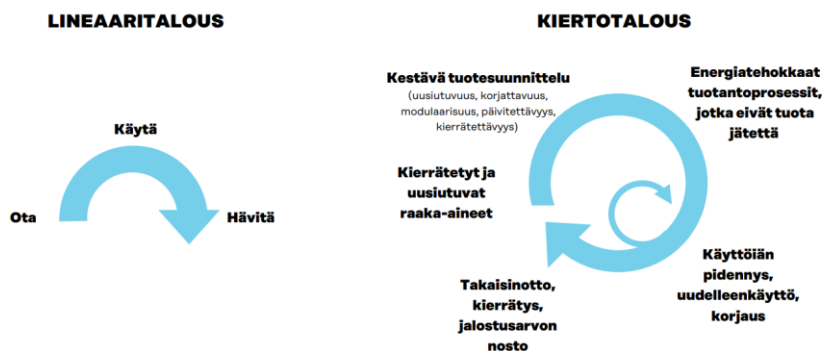 LINEAARITALOUS
Käytä
Ota
Hävitä
KIERTOTALOUS
Kestävä tuotesuunnittelu
(uusiutuvuus, korjattavuus,
modulaarisuus, päivitettävyys,
kierrätettävyys)
Energiatehokkaat
tuotantoprosessit,
jotka eivät tuota
jätettä
Kierrätetyt ja
uusiutuvat
raaka-aineet
Käyttöiän
pidennys,
uudelleenkäyttö,
korjaus
Takaisinotto,
kierrätys,
jalostusarvon
nosto